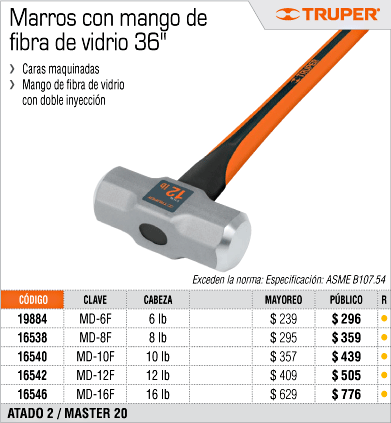 Marros con mango de
fibra de vidrio 36"
TRUPER®
❯ Caras maquinadas
❯ Mango de fibra de vidrio
con doble inyección
TRUPER
12 lb
Exceden la norma: Especificación: ASME B107.54
CÓDIGO CLAVE CABEZA MAYOREO PÚBLICO R
19884 MD-6F 6 lb $ 239 $ 296 ●
16538 MD-8F 8 lb $ 295 $ 359 ●
16540 MD-10F 10 lb $ 357 $ 439 ●
16542 MD-12F 12 lb $ 409 $ 505 ●
16546 MD-16F 16 lb $ 629 $ 776 ●
ATADO 2 / MASTER 20